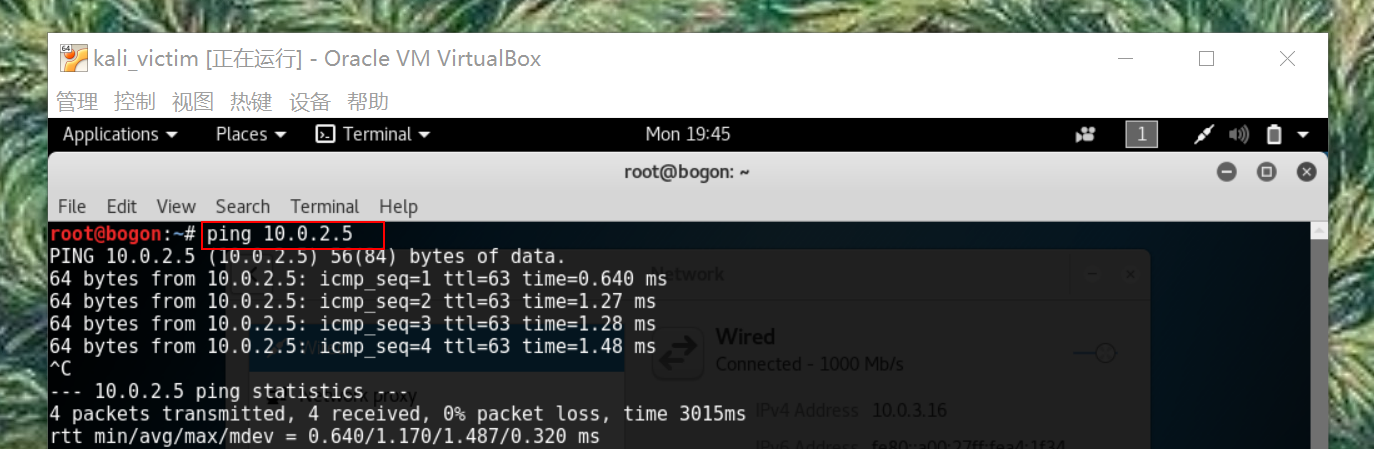 kali_victim [正在运行] - Oracle VM VirtualBox
管理 控制 视图 热键 设备 帮助
Applications Places Terminal Mon 19:45 1
root@bogon: ~
File Edit View Search Terminal Help
root@bogon:~# ping 10.0.2.5
PING 10.0.2.5 (10.0.2.5) 56(84) bytes of data.
Network
64 bytes from 10.0.2.5: icmp_seq=1 ttl=63 time=0.640 ms
64 bytes from 10.0.2.5: icmp_seq=2 ttl=63 time=1.27 ms
64 bytes from 10.0.2.5: icmp_seq=3 ttl=63 time=1.28 ms
Wired
64 bytes from 10.0.2.5: icmp_seq=4 ttl=63 time=1.48 ms
Connected - 1000 Mb/s
^C
--- 10.0.2.5 ping statistics ---
Network proxy
4 packets transmitted, 4 received, 0% packet loss, time 3015ms
IPv4 Address 10.0.3.16
rtt min/avg/max/mdev = 0.640/1.170/1.487/0.320 ms
IPv6 Address fe80::a00:27ff:fea4:1f34